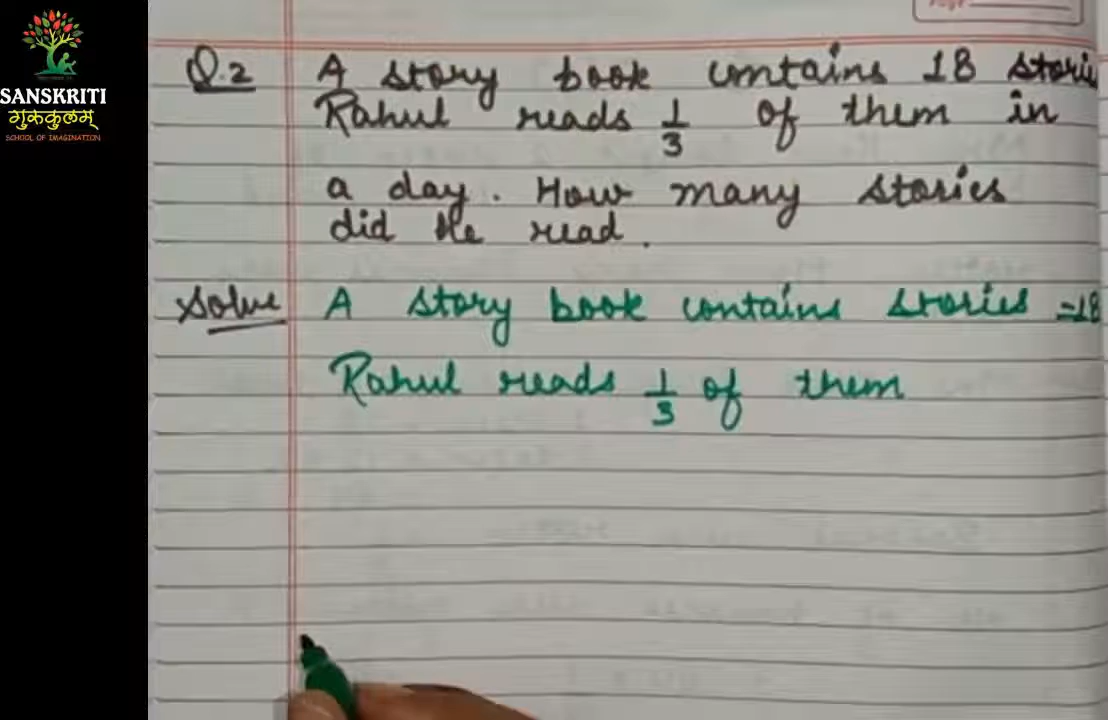 SANSKRITI
गुरुकुलम्
SCHOOL OF IMAGINATION
Q.2 A story book contains 18 stories
Rahul reads 1/3 of them in
a day. How many stories
did he read.
Solve A story book contains stories =18
Rahul reads 1/3 of them